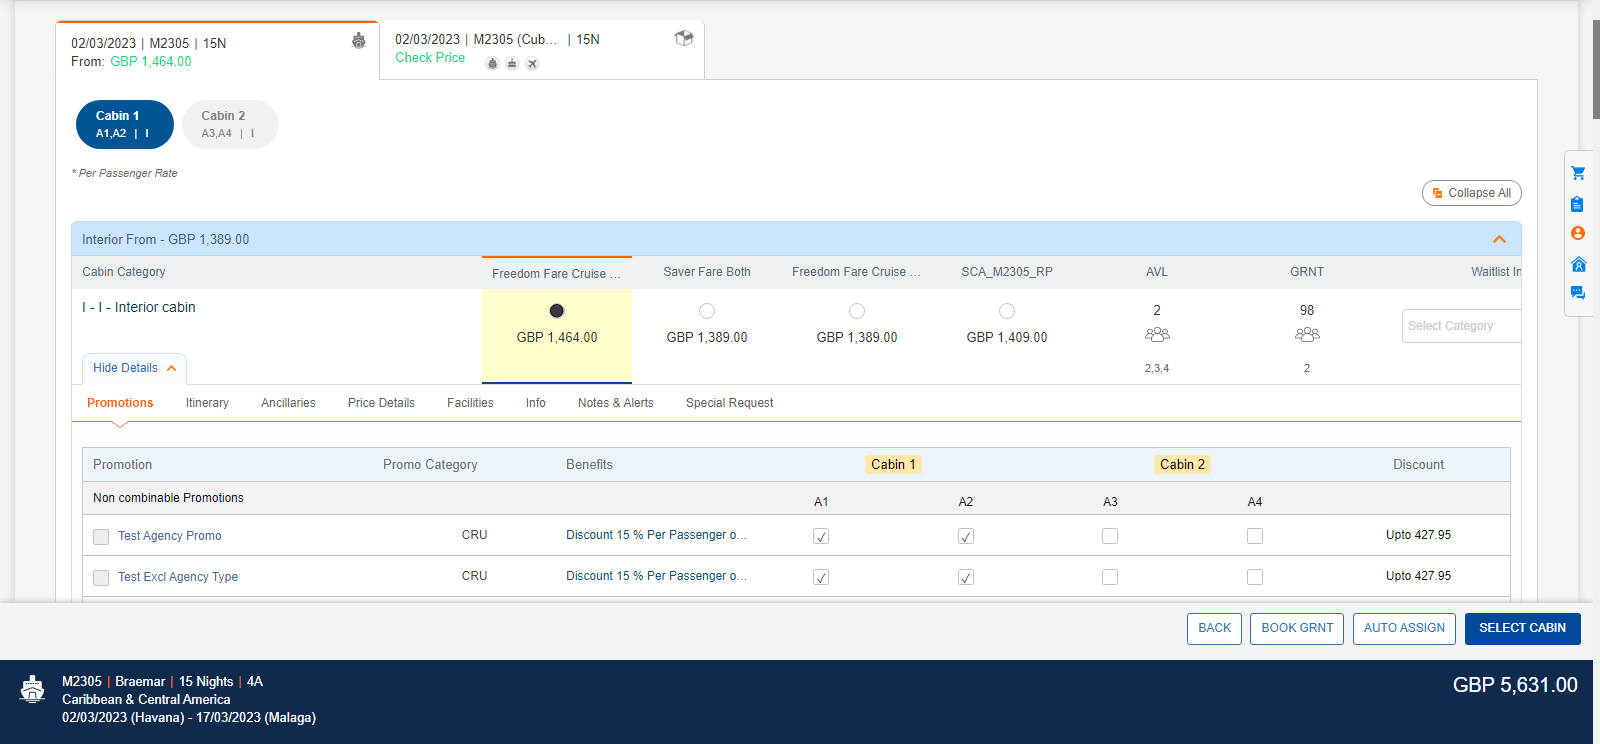 02/03/2023 | M2305 | 15N
From: GBP 1,464.00
02/03/2023 | M2305 (Cub... | 15N
Check Price
Cabin 1
A1,A2 | I
Cabin 2
A3,A4 | I
* Per Passenger Rate
Collapse All
Interior From - GBP 1,389.00
Cabin Category Freedom Fare Cruise ... Saver Fare Both Freedom Fare Cruise ... SCA_M2305_RP AVL GRNT Waitlist In
I - I - Interior cabin 2 98
GBP 1,464.00 GBP 1,389.00 GBP 1,389.00 GBP 1,409.00 Select Category
Hide Details 2,3,4 2
Promotions Itinerary Ancillaries Price Details Facilities Info Notes & Alerts Special Request
Promotion Promo Category Benefits Cabin 1 Cabin 2 Discount
Non combinable Promotions A1 A2 A3 A4
Test Agency Promo CRU Discount 15 % Per Passenger o... Upto 427.95
Test Excl Agency Type CRU Discount 15 % Per Passenger o... Upto 427.95
BACK BOOK GRNT AUTO ASSIGN SELECT CABIN
M2305 | Braemar | 15 Nights | 4A
Caribbean & Central America
02/03/2023 (Havana) - 17/03/2023 (Malaga)
GBP 5,631.00